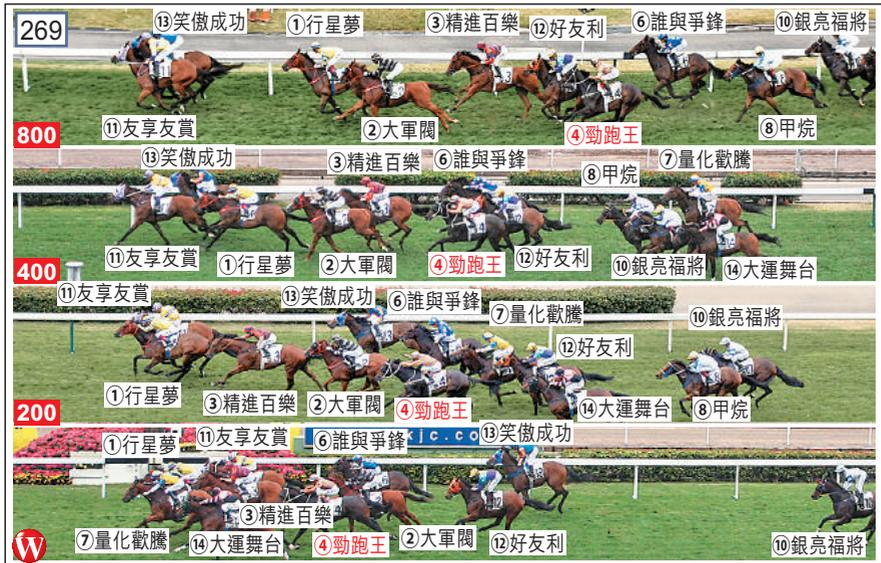 269
⑬笑傲成功 ①行星夢 ③精進百樂 ⑫好友利 ⑥誰與爭鋒 ⑩銀亮福將
⑪友享友賞 ②大軍閥 ④勁跑王 ⑧甲烷
800
⑬笑傲成功 ③精進百樂 ⑥誰與爭鋒 ⑧甲烷 ⑦量化歡騰
⑪友享友賞 ①行星夢 ②大軍閥 ④勁跑王 ⑫好友利 ⑩銀亮福將 ⑭大運舞台
400
⑪友享友賞 ⑬笑傲成功 ⑥誰與爭鋒 ⑦量化歡騰 ⑫好友利 ⑩銀亮福將
①行星夢 ③精進百樂 ②大軍閥 ④勁跑王 ⑭大運舞台 ⑧甲烷
200
①行星夢 ⑪友享友賞 ⑥誰與爭鋒 kjc.co ⑬笑傲成功
③精進百樂
⑦量化歡騰 ⑭大運舞台 ④勁跑王 ②大軍閥 ⑫好友利 ⑩銀亮福將
W